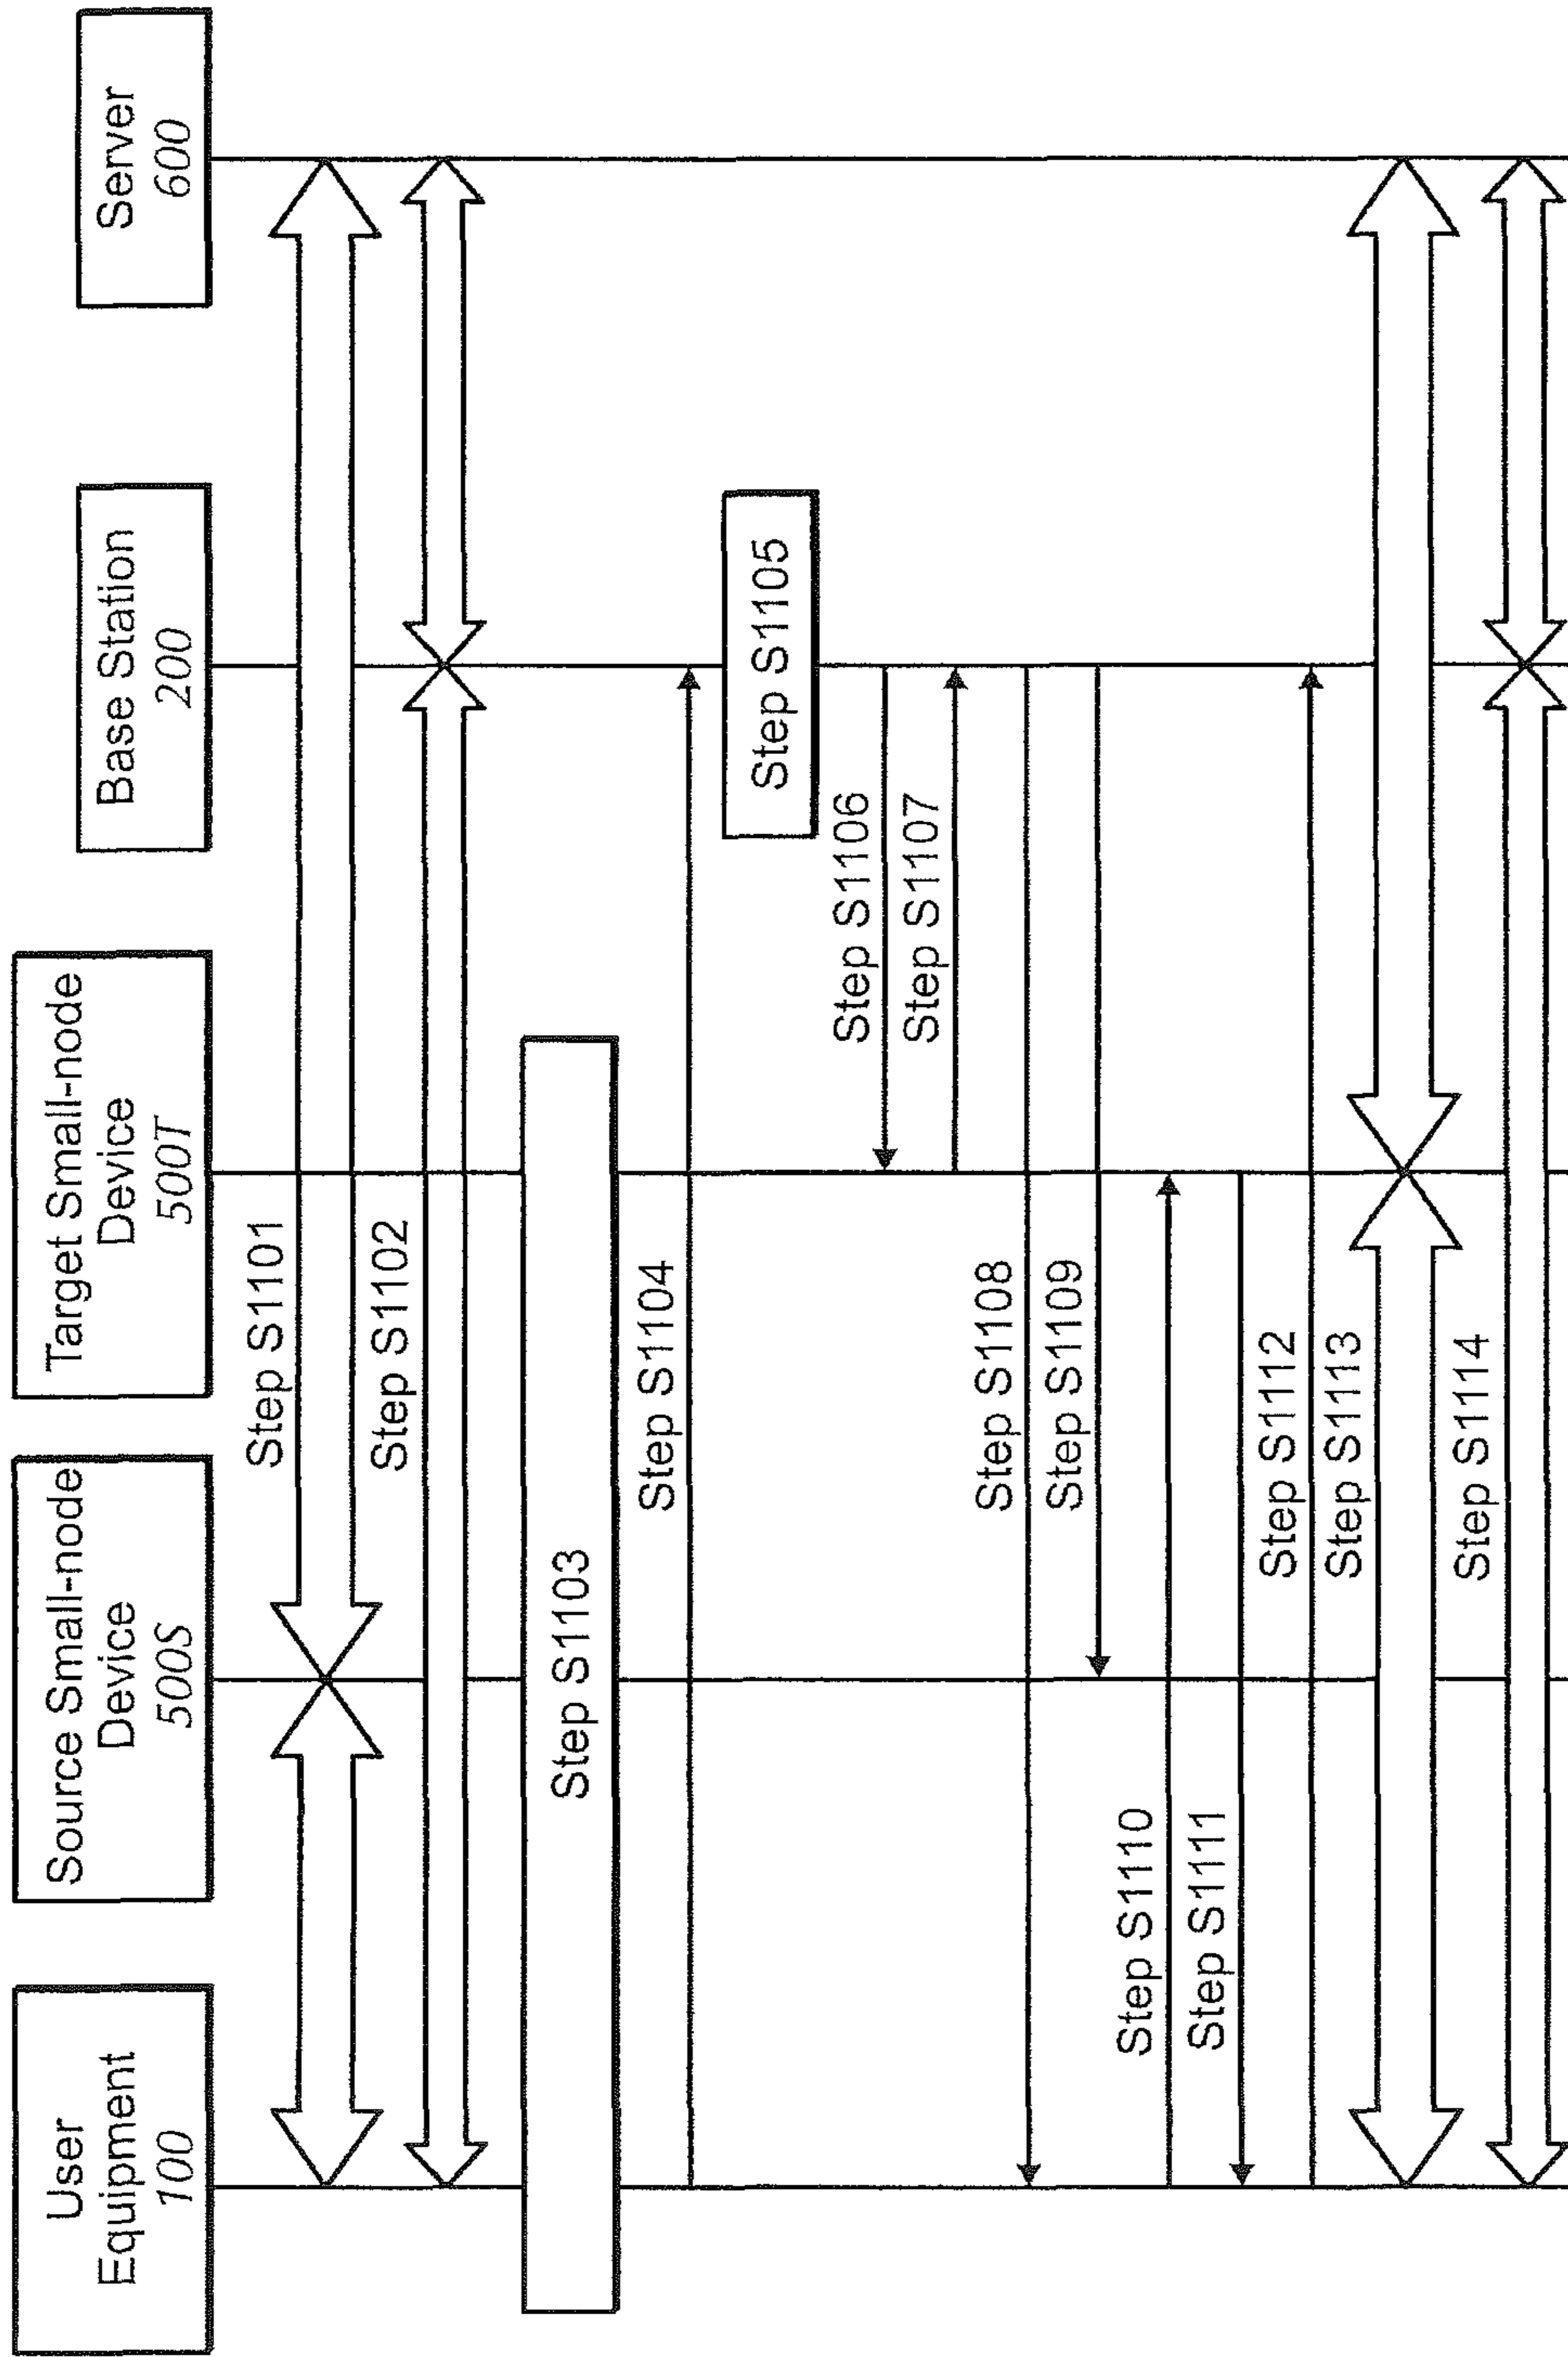 User
Equipment
100
Source Small-node
Device
500S
Target Small-node
Device
500T
Base Station
200
Server
600
Step S1101
Step S1102
Step S1103
Step S1104
Step S1105
Step S1106
Step S1107
Step S1108
Step S1109
Step S1110
Step S1111
Step S1112
Step S1113
Step S1114